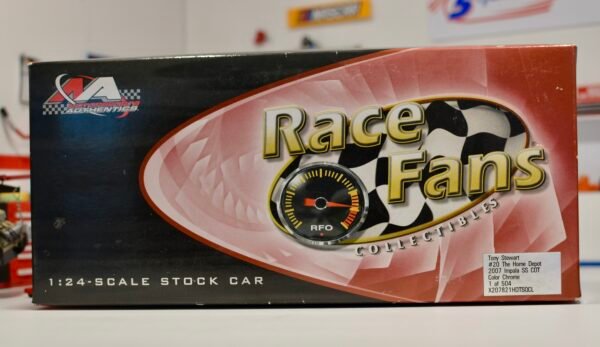 AUTHENTICS
Race
Fans
RFO
COLLECTIBLES
1:24-SCALE STOCK CAR
Tony Stewart
#20 The Home Depot
2007 Impala SS COT
Color Chrome
1 of 504
X207821HDTSQCL